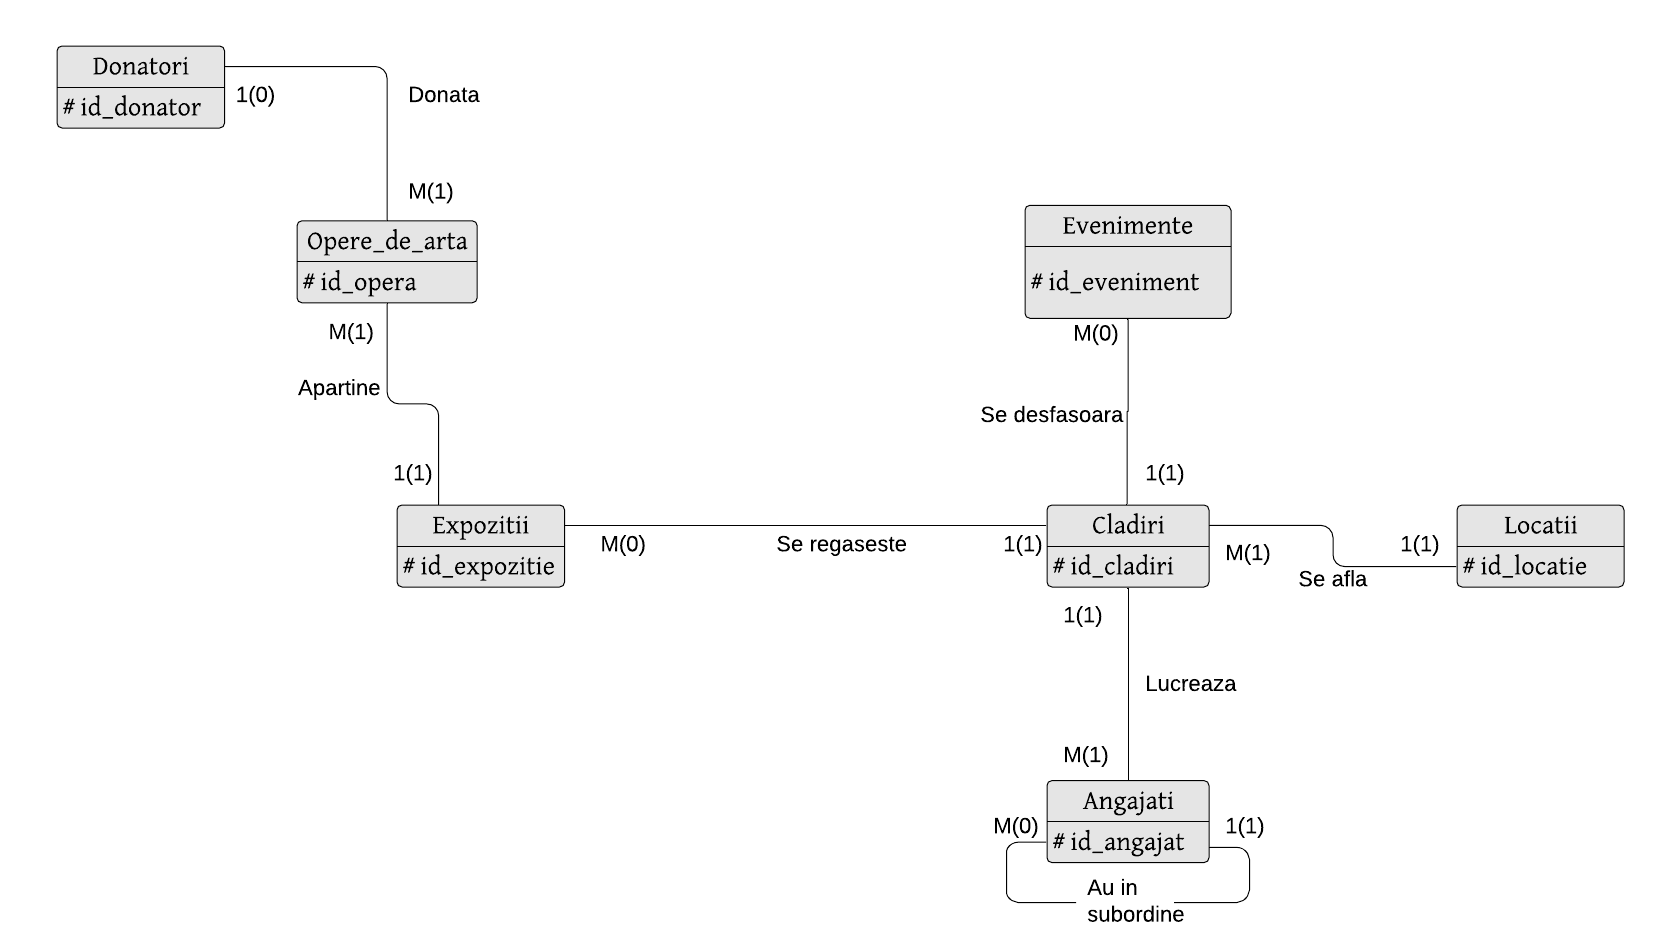 Donatori
# id_donator
1(0)
Donata
M(1)
Opere_de_arta
# id_opera
M(1)
Apartine
1(1)
Evenimente
# id_eveniment
M(0)
Se desfasoara
1(1)
Expozitii
# id_expozitie
M(0)
Se regaseste
1(1)
Cladiri
# id_cladiri
M(1)
Se afla
1(1)
Locatii
# id_locatie
1(1)
Lucreaza
M(1)
Angajati
# id_angajat
M(0)
1(1)
Au in
subordine